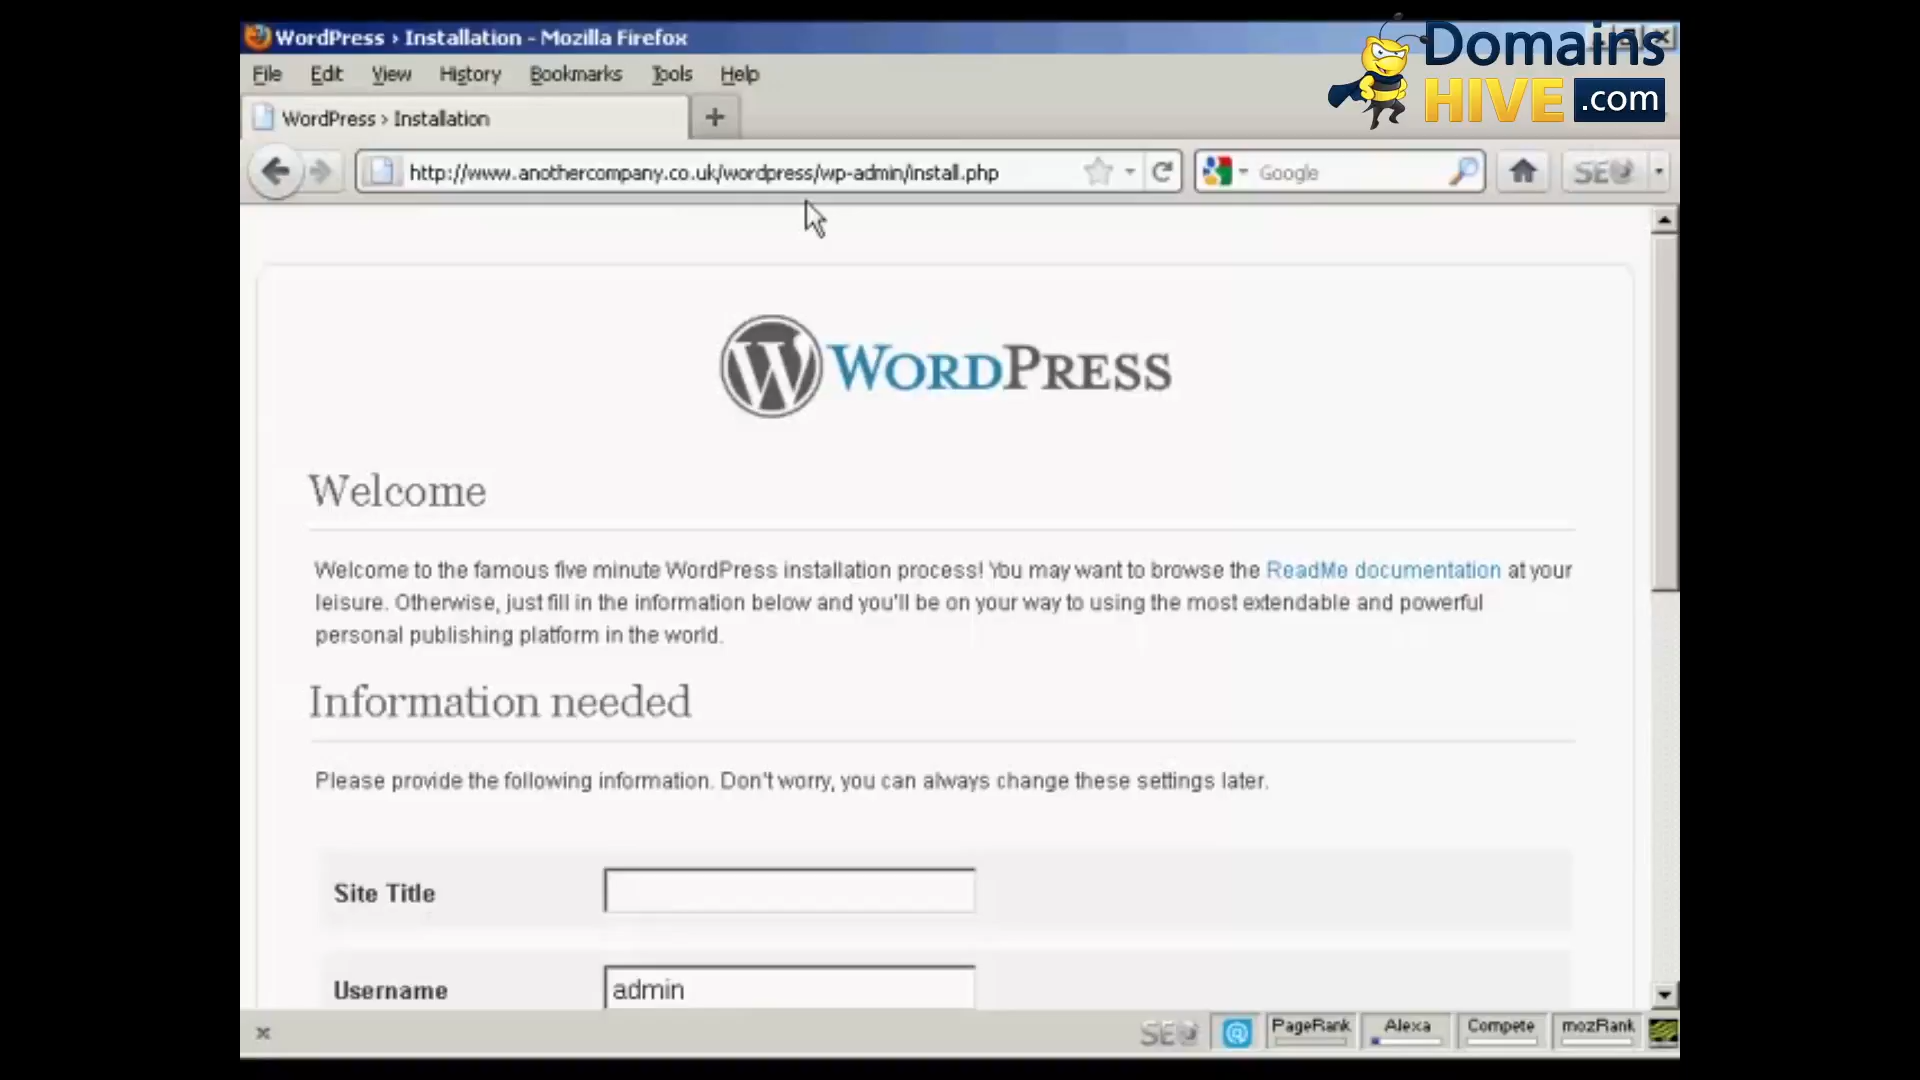 WordPress › Installation - Mozilla Firefox
Domains
HIVE .com
File Edit View History Bookmarks Tools Help
WordPress › Installation
http://www.anothercompany.co.uk/wordpress/wp-admin/install.php
Google
SEO
W WORDPRESS
Welcome
Welcome to the famous five minute WordPress installation process! You may want to browse the ReadMe documentation at your
leisure. Otherwise, just fill in the information below and you'll be on your way to using the most extendable and powerful
personal publishing platform in the world.
Information needed
Please provide the following information. Don't worry, you can always change these settings later.
Site Title
Username admin
SEO PageRank Alexa Compete mozRank